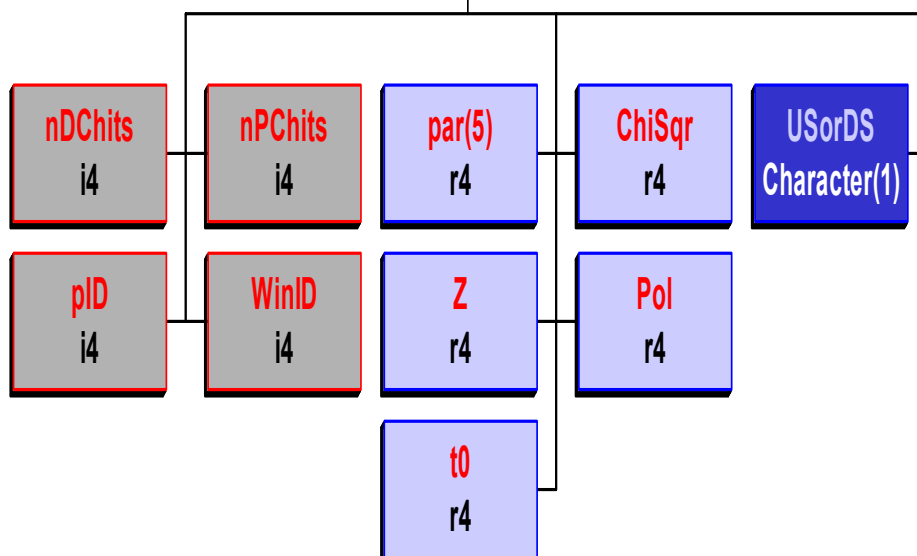 nDChits
i4
nPChits
i4
par(5)
r4
ChiSqr
r4
USorDS
Character(1)
pID
i4
WinID
i4
Z
r4
Pol
r4
t0
r4